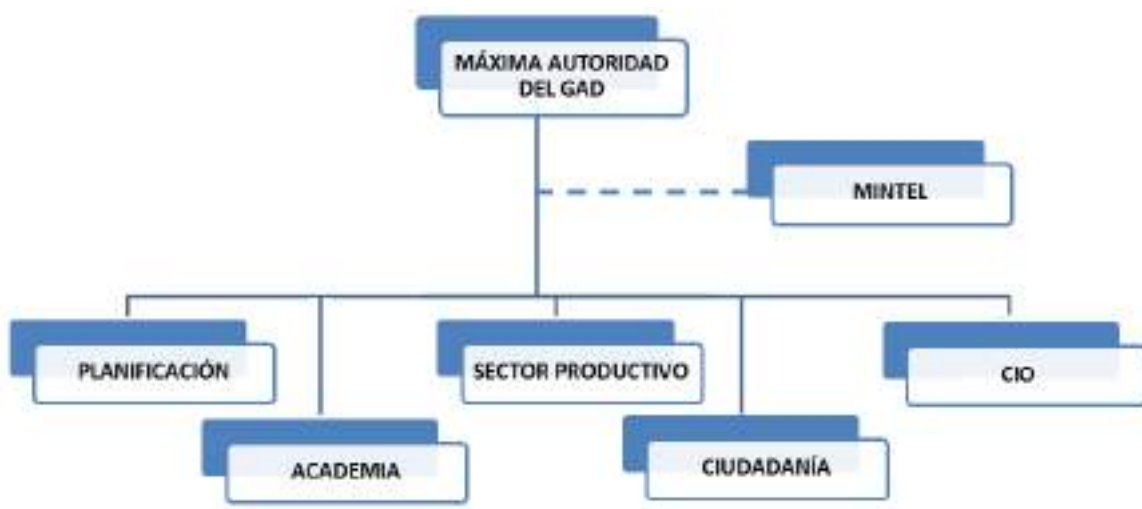 MÁXIMA AUTORIDAD
DEL GAD
MINTEL
PLANIFICACIÓN
SECTOR PRODUCTIVO
CIO
ACADEMIA
CIUDADANÍA